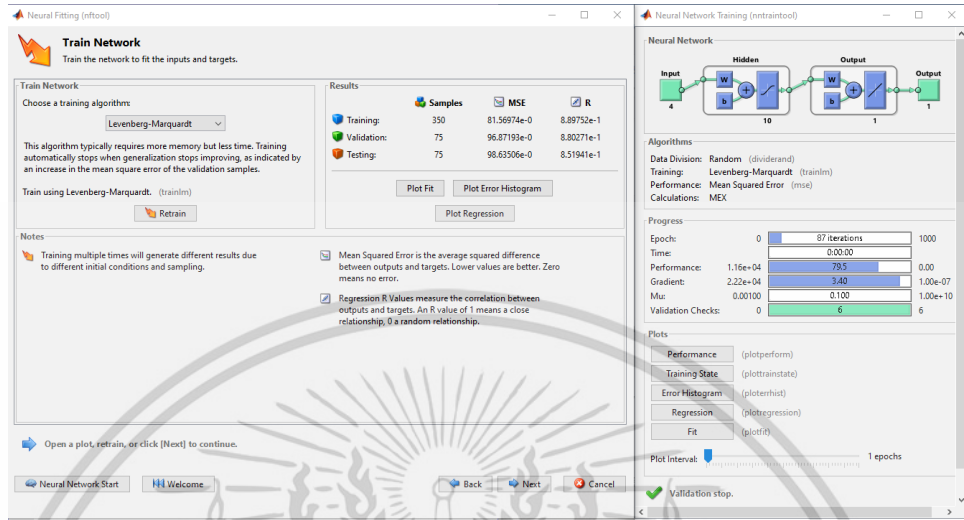 Neural Fitting (nftool)
Train Network
Train the network to fit the inputs and targets.
Train Network
Choose a training algorithm:
Levenberg-Marquardt
This algorithm typically requires more memory but less time. Training
automatically stops when generalization stops improving, as indicated by
an increase in the mean square error of the validation samples.
Train using Levenberg-Marquardt. (trainlm)
Retrain
Results
Samples MSE R
Training: 350 81.56974e-0 8.89752e-1
Validation: 75 96.87193e-0 8.80271e-1
Testing: 75 98.63506e-0 8.51941e-1
Plot Fit Plot Error Histogram
Plot Regression
Notes
Training multiple times will generate different results due
to different initial conditions and sampling.
Mean Squared Error is the average squared difference
between outputs and targets. Lower values are better. Zero
means no error.
Regression R Values measure the correlation between
outputs and targets. An R value of 1 means a close
relationship, 0 a random relationship.
Open a plot, retrain, or click [Next] to continue.
Neural Network Start Welcome Back Next Cancel
Neural Network Training (nntraintool)
Neural Network
Hidden Output
Input Output
W W
b b
4 1
10 1
Algorithms
Data Division: Random (dividerand)
Training: Levenberg-Marquardt (trainlm)
Performance: Mean Squared Error (mse)
Calculations: MEX
Progress
Epoch: 0 87 iterations 1000
Time: 0:00:00
Performance: 1.16e+04 79.5 0.00
Gradient: 2.22e+04 3.40 1.00e-07
Mu: 0.00100 0.100 1.00e+10
Validation Checks: 0 6 6
Plots
Performance (plotperform)
Training State (plottrainstate)
Error Histogram (ploterrhist)
Regression (plotregression)
Fit (plotfit)
Plot Interval: 1 epochs
Validation stop.